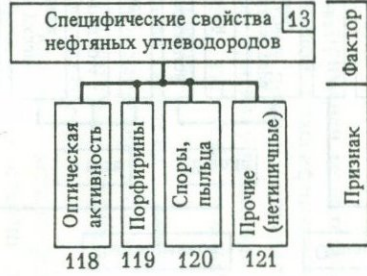 Специфические свойства
нефтяных углеводородов
13
Фактор
Оптическая
активность
Порфирины
Споры,
пыльца
Прочие
(нетипичные)
Признак
118
119
120
121